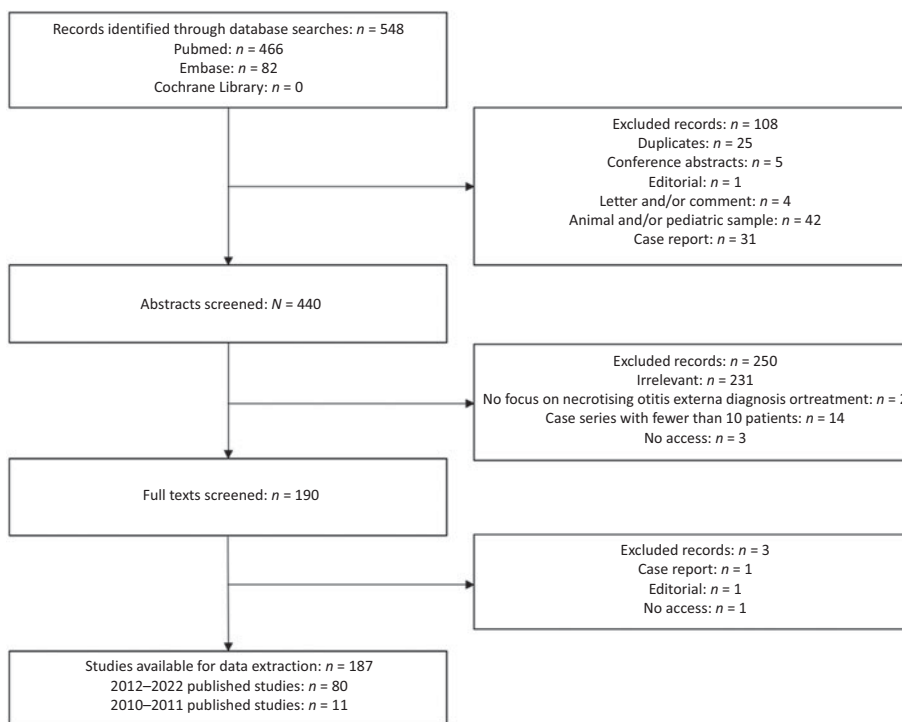 Records identified through database searches: n = 548
Pubmed: n = 466
Embase: n = 82
Cochrane Library: n = 0
Excluded records: n = 108
Duplicates: n = 25
Conference abstracts: n = 5
Editorial: n = 1
Letter and/or comment: n = 4
Animal and/or pediatric sample: n = 42
Case report: n = 31
Abstracts screened: N = 440
Excluded records: n = 250
Irrelevant: n = 231
No focus on necrotising otitis externa diagnosis ortreatment: n =
Case series with fewer than 10 patients: n = 14
No access: n = 3
Full texts screened: n = 190
Excluded records: n = 3
Case report: n = 1
Editorial: n = 1
No access: n = 1
Studies available for data extraction: n = 187
2012–2022 published studies: n = 80
2010–2011 published studies: n = 11